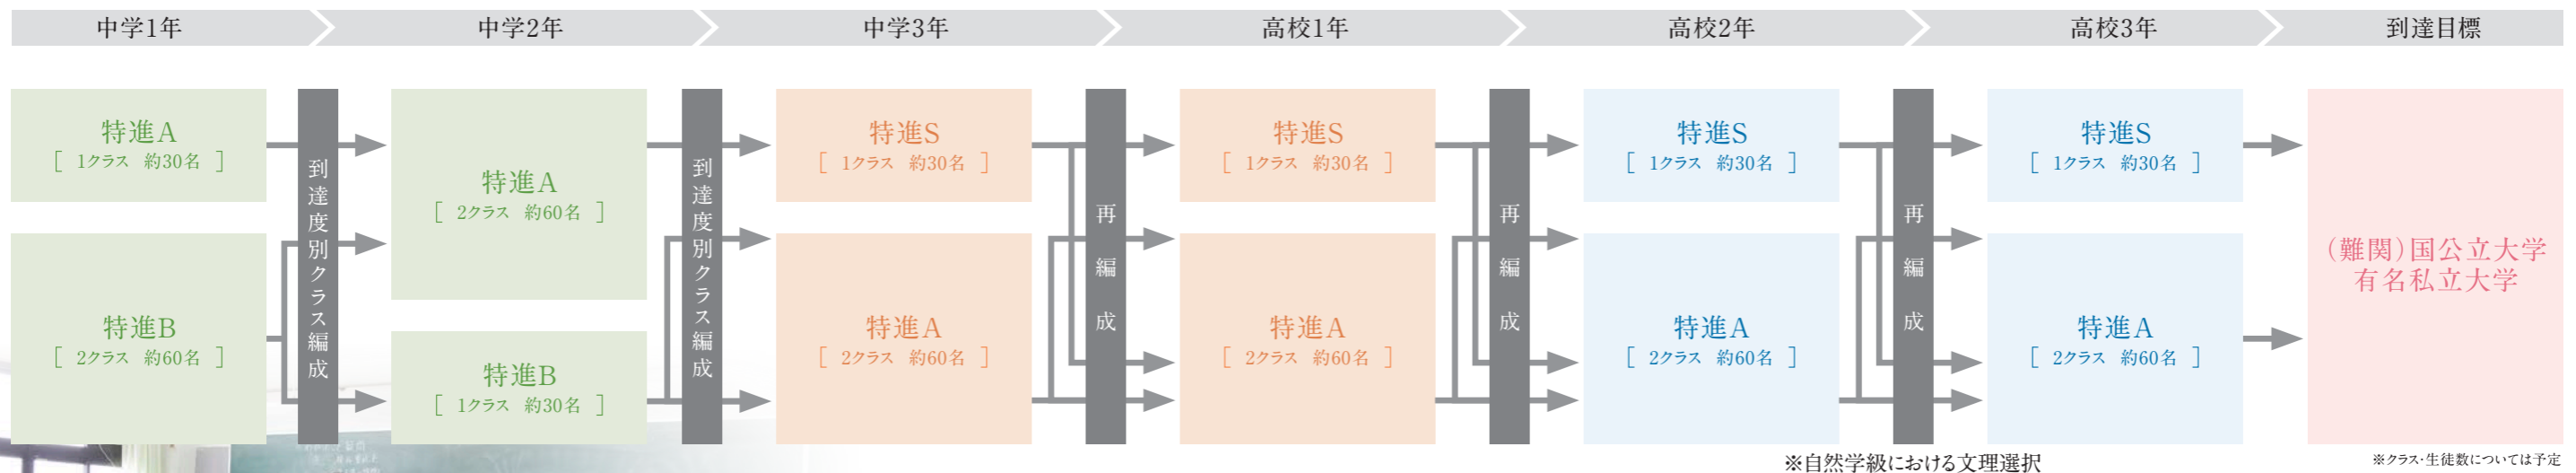 中学1年
中学2年
中学3年
高校1年
高校2年
高校3年
到達目標
特進A
[ 1クラス 約30名 ]
特進B
[ 2クラス 約60名 ]
到達度別クラス編成
特進A
[ 2クラス 約60名 ]
特進B
[ 1クラス 約30名 ]
到達度別クラス編成
特進S
[ 1クラス 約30名 ]
特進A
[ 2クラス 約60名 ]
再編成
特進S
[ 1クラス 約30名 ]
特進A
[ 2クラス 約60名 ]
再編成
特進S
[ 1クラス 約30名 ]
特進A
[ 2クラス 約60名 ]
再編成
特進S
[ 1クラス 約30名 ]
特進A
[ 2クラス 約60名 ]
(難関)国公立大学
有名私立大学
※自然学級における文理選択
※クラス・生徒数については予定